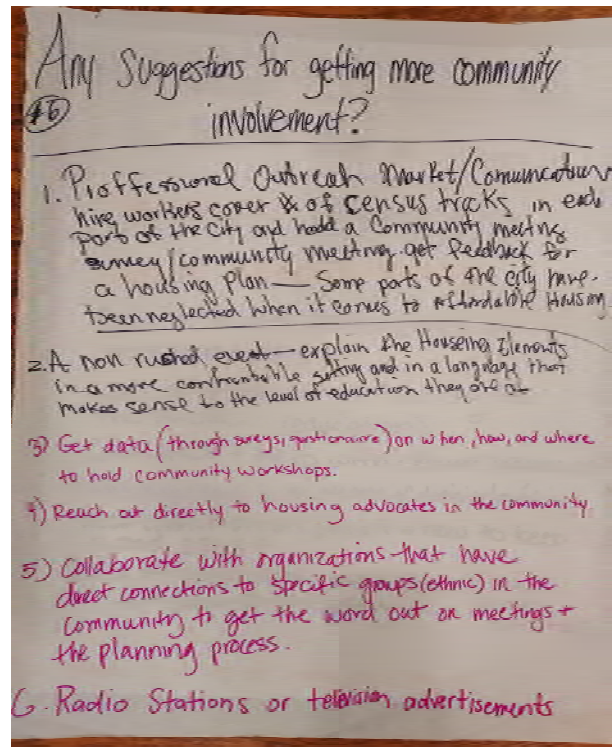 Any Suggestions for getting more community
#6
involvement?
1. Proffessional Outreach Market/Comunication
hire workers cover of census tracks in each
part of the city and hold a Community meeting
survey/community meeting. get feedback for
a housing plan — Some parts of the city have
been neglected when it comes to Affordable Housing
2. A non rushed event — explain the Houseing Elements
in a more comfrantable setting and in a language that
makes sense to the level of education they are at
3) Get data (through sureys, questionaire) on when, how, and where
to hold community workshops.
4) Reach out directly to housing advocates in the community
5) Collaborate with organizations that have
direct connections to specific groups (ethnic) in the
community to get the word out on meetings +
the planning process.
6. Radio Stations or television advertisements